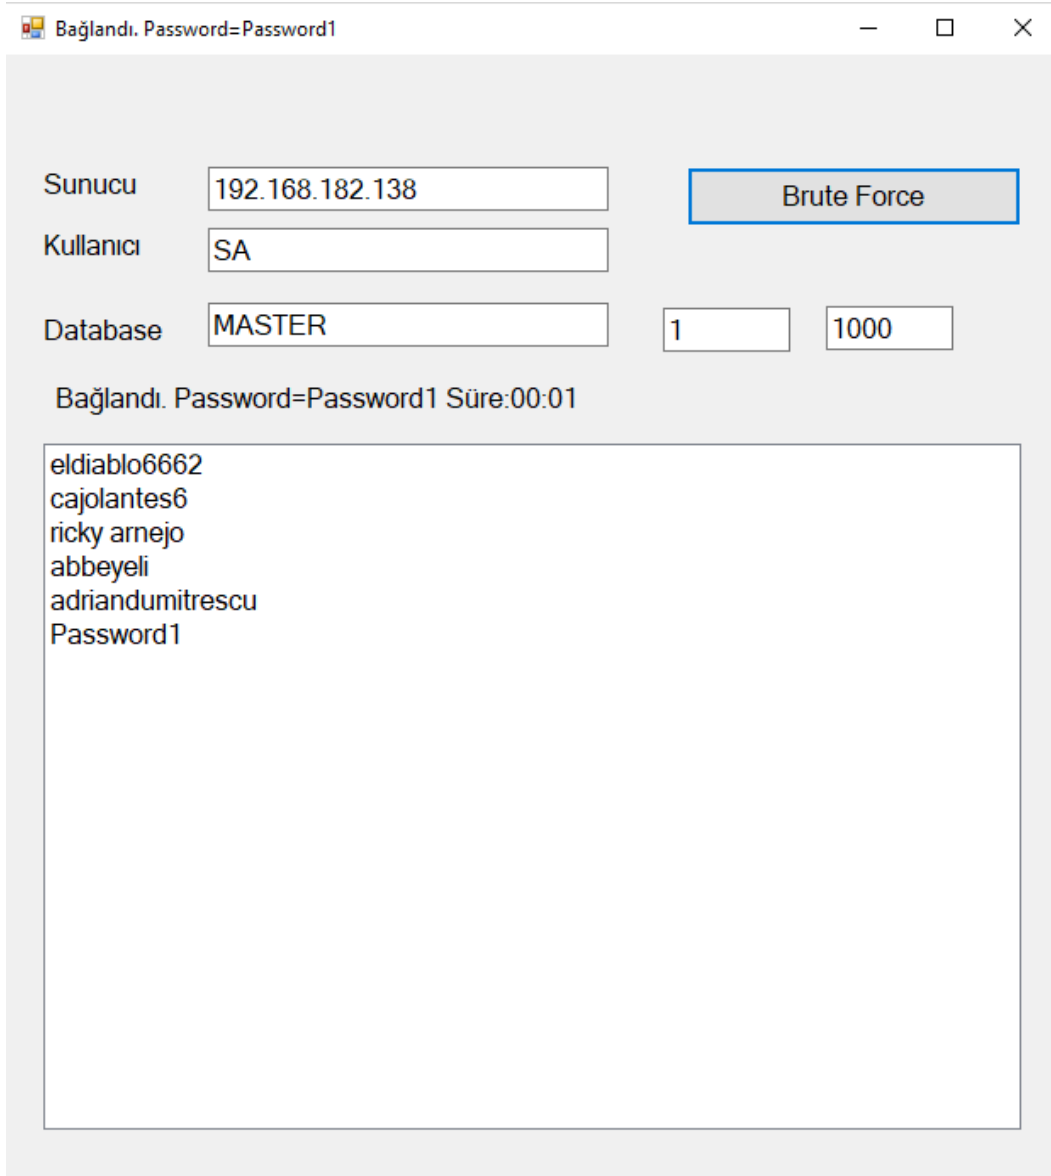 Bağlandı. Password=Password1
Sunucu 192.168.182.138 Brute Force
Kullanıcı SA
Database MASTER 1 1000
Bağlandı. Password=Password1 Süre:00:01
eldiablo6662
cajolantes6
ricky arnejo
abbeyeli
adriandumitrescu
Password1